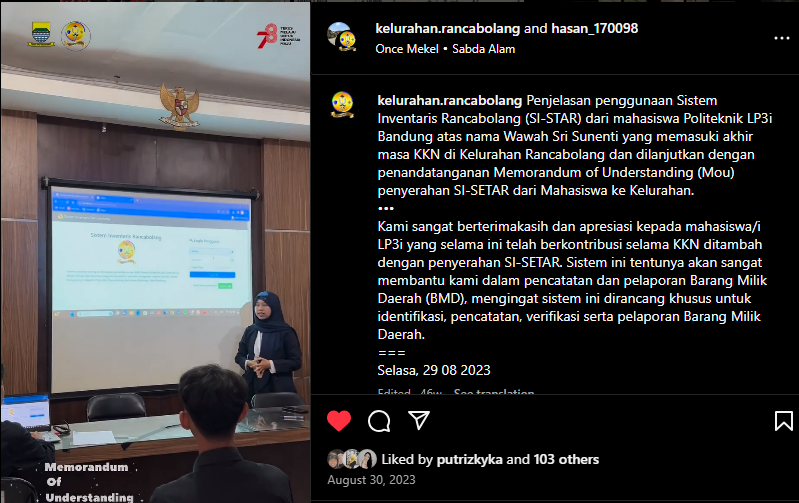 78 TERUS
MELAJU
UNTUK
INDONESIA
MAJU
Sistem Inventaris Rancabolang
Memorandum
Of
Understanding
kelurahan.rancabolang and hasan_170098
Once Mekel • Sabda Alam
kelurahan.rancabolang Penjelasan penggunaan Sistem
Inventaris Rancabolang (SI-STAR) dari mahasiswa Politeknik LP3i
Bandung atas nama Wawah Sri Sunenti yang memasuki akhir
masa KKN di Kelurahan Rancabolang dan dilanjutkan dengan
penandatanganan Memorandum of Understanding (Mou)
penyerahan SI-SETAR dari Mahasiswa ke Kelurahan.
•••
Kami sangat berterimakasih dan apresiasi kepada mahasiswa/i
LP3i yang selama ini telah berkontribusi selama KKN ditambah
dengan penyerahan SI-SETAR. Sistem ini tentunya akan sangat
membantu kami dalam pencatatan dan pelaporan Barang Milik
Daerah (BMD), mengingat sistem ini dirancang khusus untuk
identifikasi, pencatatan, verifikasi serta pelaporan Barang Milik
Daerah.
===
Selasa, 29 08 2023
Edited 46w See translation
Liked by putrizkyka and 103 others
August 30, 2023